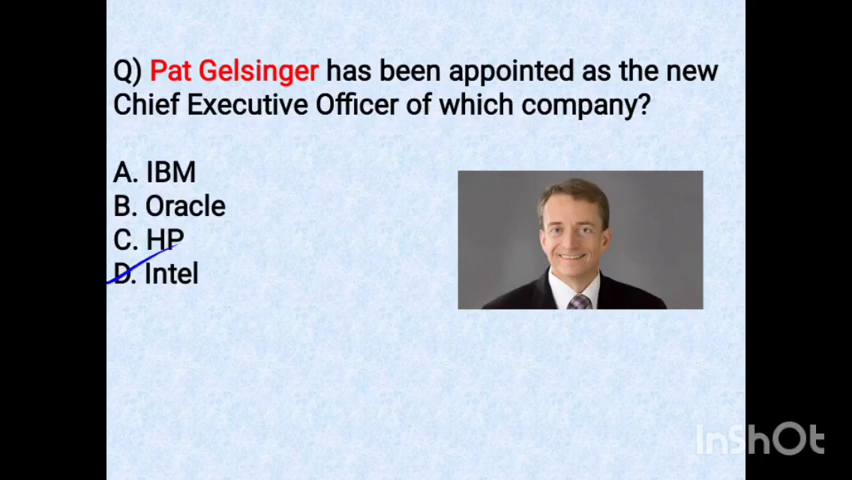 Q) Pat Gelsinger has been appointed as the new
Chief Executive Officer of which company?
A. IBM
B. Oracle
C. HP
D. Intel
InShOt